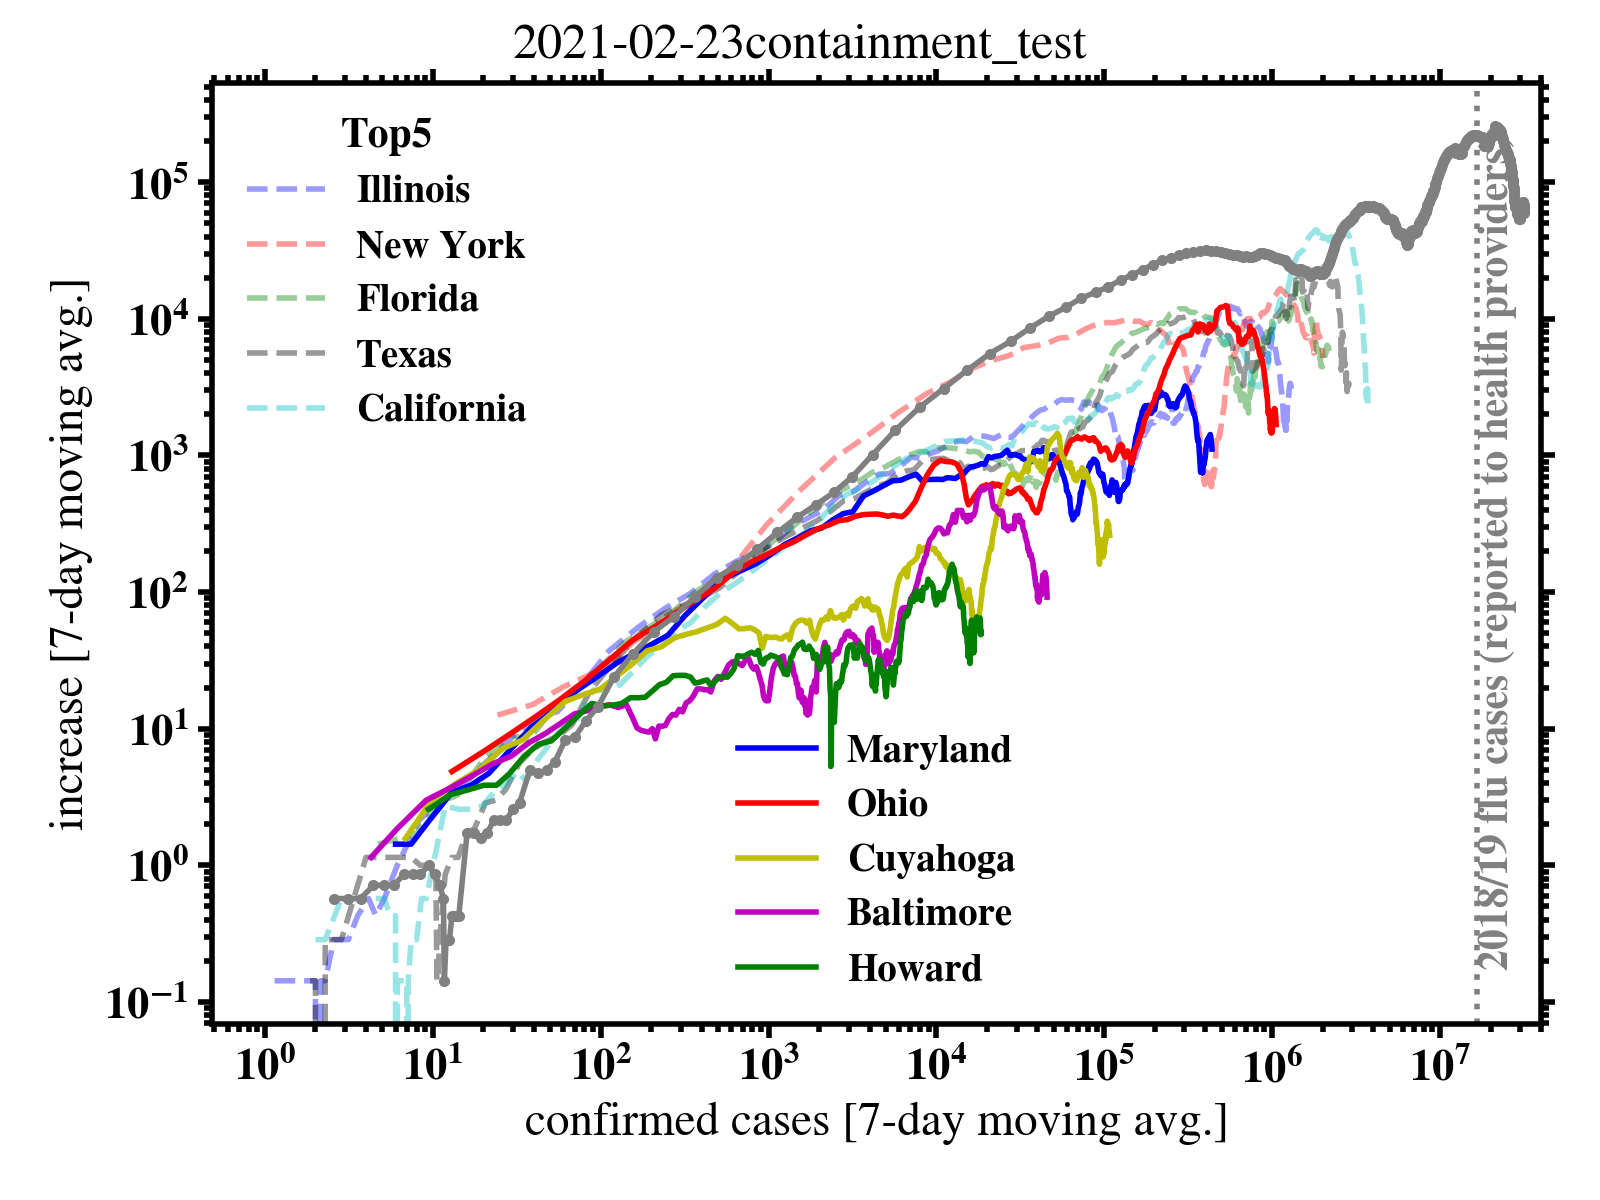 2021-02-23containment_test
Top5
Illinois
New York
Florida
Texas
California
Maryland
Ohio
Cuyahoga
Baltimore
Howard
2018/19 flu cases (reported to health providers)
increase [7-day moving avg.]
10⁵
10⁴
10³
10²
10¹
10⁰
10⁻¹
10⁰ 10¹ 10² 10³ 10⁴ 10⁵ 10⁶ 10⁷
confirmed cases [7-day moving avg.]